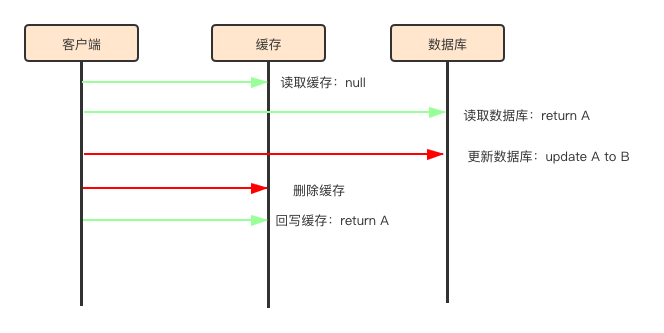 客户端
缓存
数据库
读取缓存：null
读取数据库：return A
更新数据库：update A to B
删除缓存
回写缓存：return A